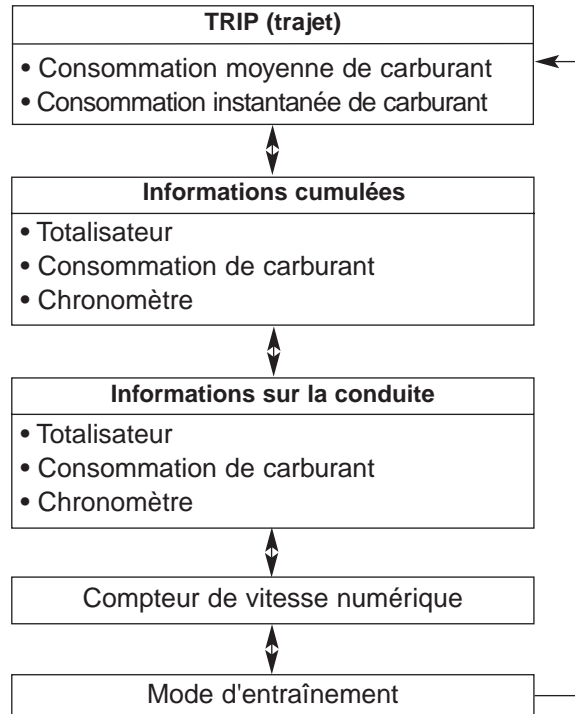 TRIP (trajet)
• Consommation moyenne de carburant
• Consommation instantanée de carburant
Informations cumulées
• Totalisateur
• Consommation de carburant
• Chronomètre
Informations sur la conduite
• Totalisateur
• Consommation de carburant
• Chronomètre
Compteur de vitesse numérique
Mode d'entraînement